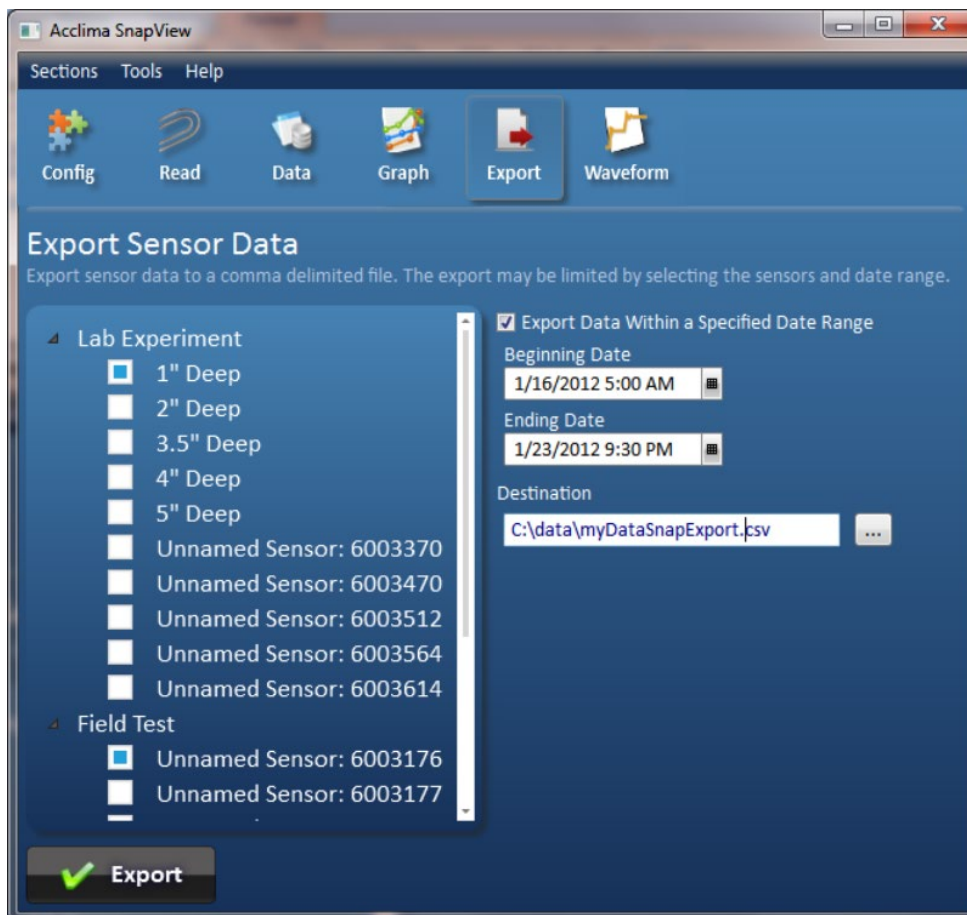 Acclima SnapView
Sections Tools Help
Config Read Data Graph Export Waveform
Export Sensor Data
Export sensor data to a comma delimited file. The export may be limited by selecting the sensors and date range.
Lab Experiment
1" Deep
2" Deep
3.5" Deep
4" Deep
5" Deep
Unnamed Sensor: 6003370
Unnamed Sensor: 6003470
Unnamed Sensor: 6003512
Unnamed Sensor: 6003564
Unnamed Sensor: 6003614
Field Test
Unnamed Sensor: 6003176
Unnamed Sensor: 6003177
Export Data Within a Specified Date Range
Beginning Date
1/16/2012 5:00 AM
Ending Date
1/23/2012 9:30 PM
Destination
C:\data\myDataSnapExport.csv
...
Export